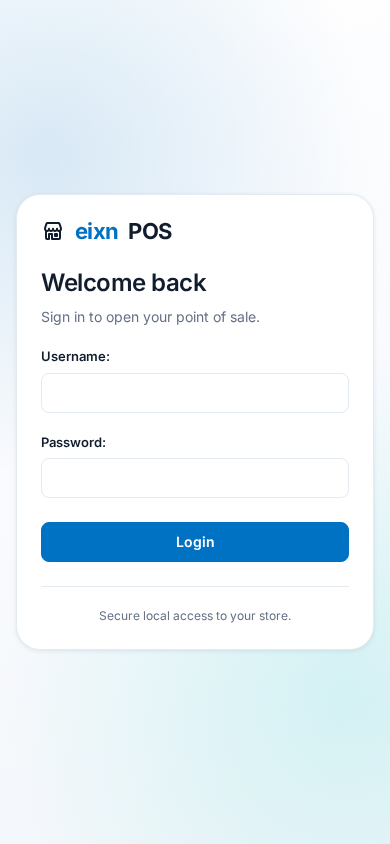 eixn POS
Welcome back
Sign in to open your point of sale.
Username:
Password:
Login
Secure local access to your store.